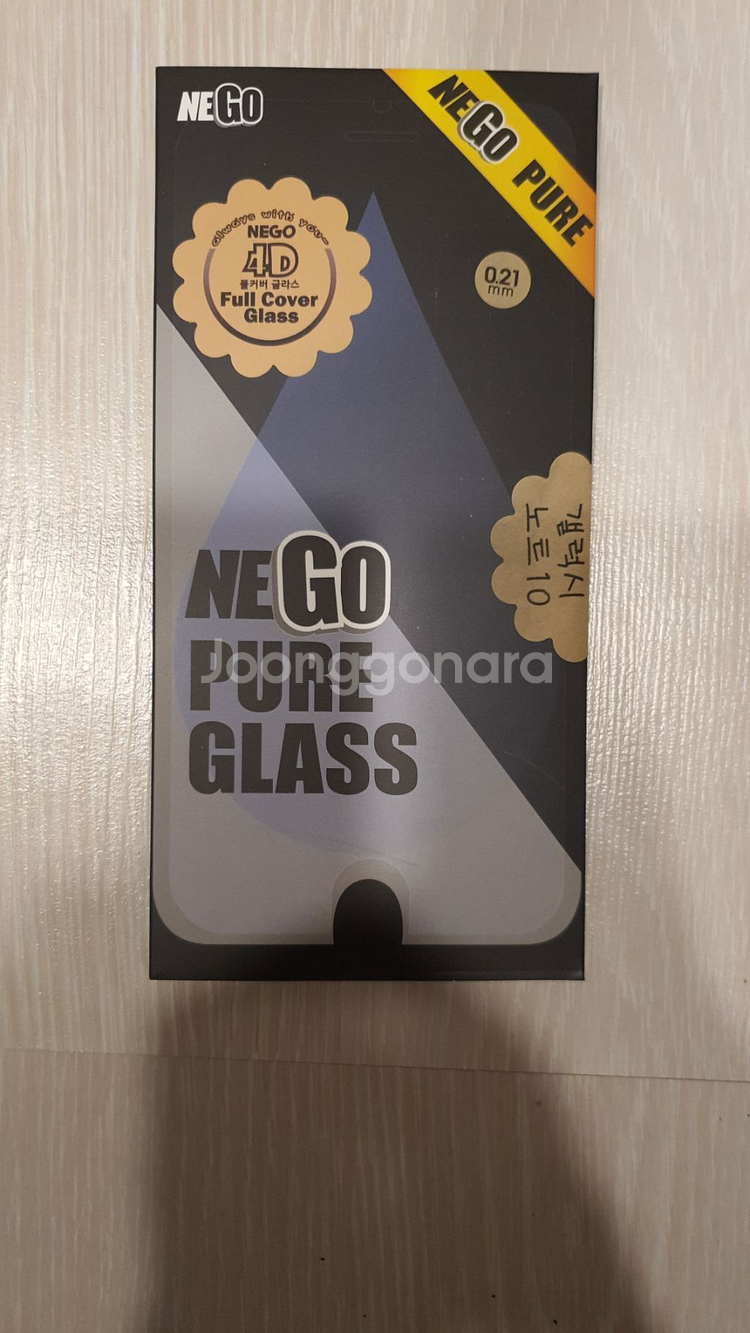 NEGO
NEGO PURE
always with you~
NEGO
4D
풀커버 글라스
Full Cover
Glass
0.21
mm
갤럭시
노트10
NEGO
PURE
GLASS
Joonggonara